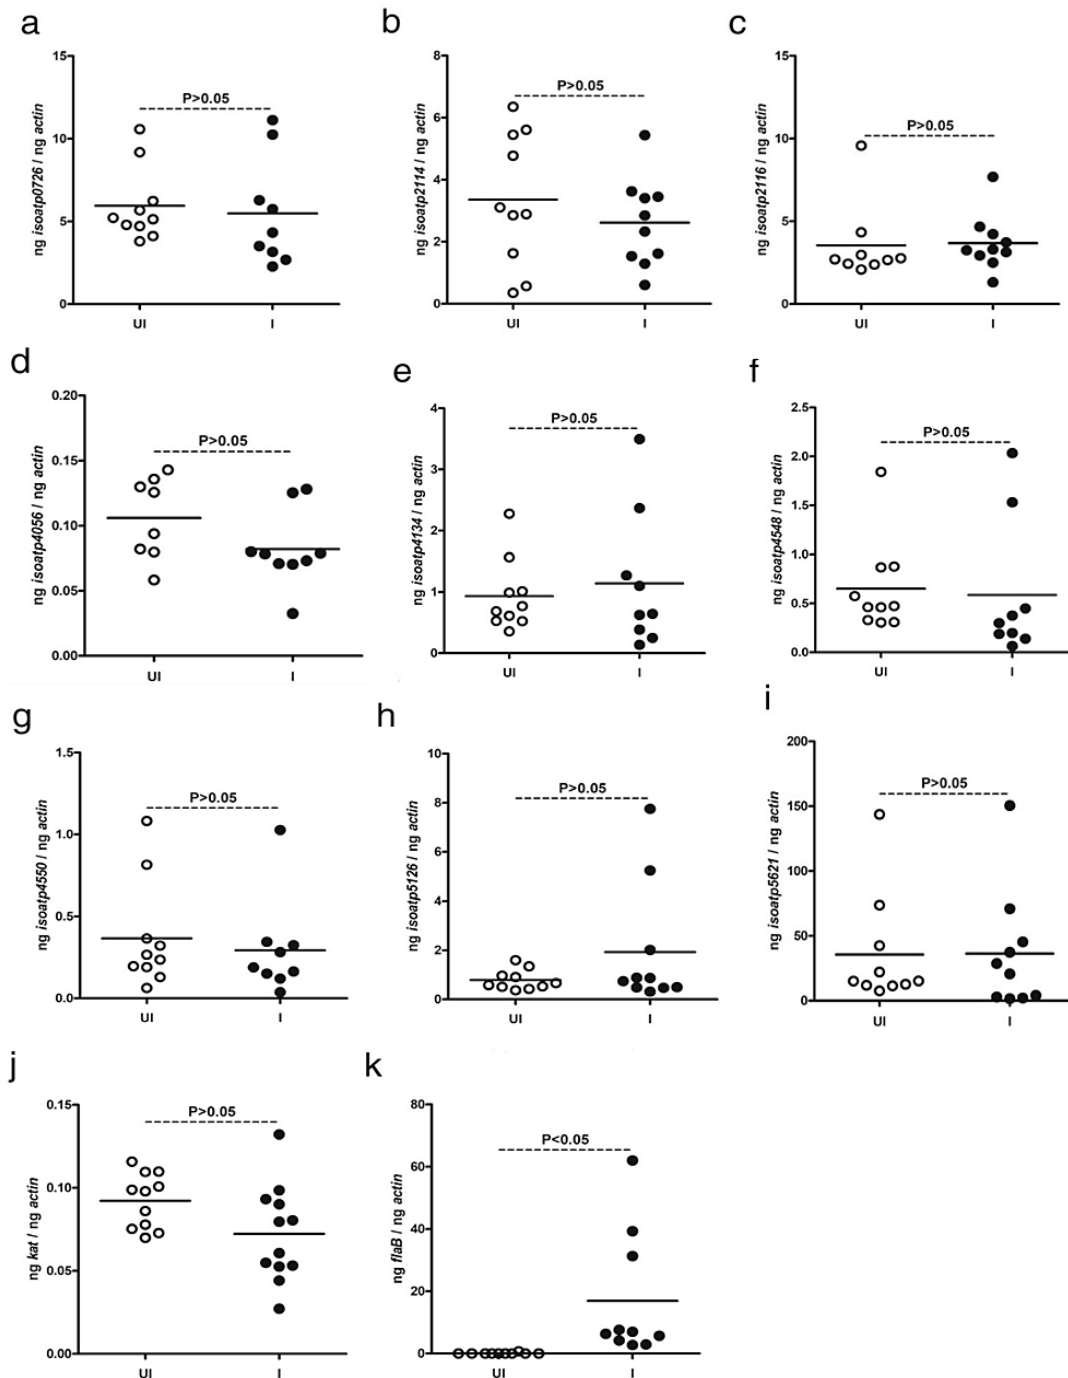 a
ng isoatp0726 / ng actin
15
10
5
0
P>0.05
UI
I
b
ng isoatp2114 / ng actin
8
6
4
2
0
P>0.05
UI
I
c
ng isoatp2116 / ng actin
15
10
5
0
P>0.05
UI
I
d
ng isoatp4056 / ng actin
0.20
0.15
0.10
0.05
0.00
P>0.05
UI
I
e
ng isoatp4134 / ng actin
4
3
2
1
0
P>0.05
UI
I
f
ng isoatp4548 / ng actin
2.5
2.0
1.5
1.0
0.5
0.0
P>0.05
UI
I
g
ng isoatp4550 / ng actin
1.5
1.0
0.5
0.0
P>0.05
UI
I
h
ng isoatp5126 / ng actin
10
8
6
4
2
0
P>0.05
UI
I
i
ng isoatp5621 / ng actin
200
150
100
50
0
P>0.05
UI
I
j
ng kat / ng actin
0.15
0.10
0.05
0.00
P>0.05
UI
I
k
ng flaB / ng actin
80
60
40
20
0
P<0.05
UI
I